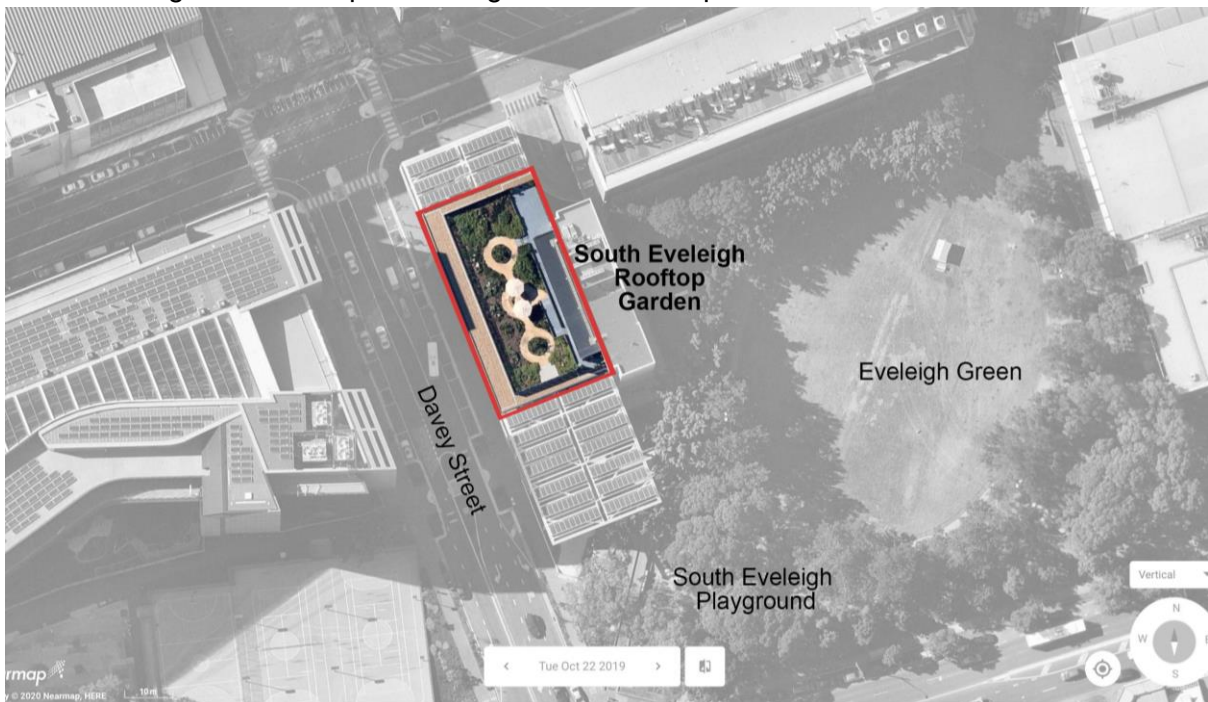 South Eveleigh
Rooftop
Garden
Eveleigh Green
Davey Street
South Eveleigh
Playground
Vertical
N
W
S
Tue Oct 22 2019
10 m
© 2020 Nearmap, HERE